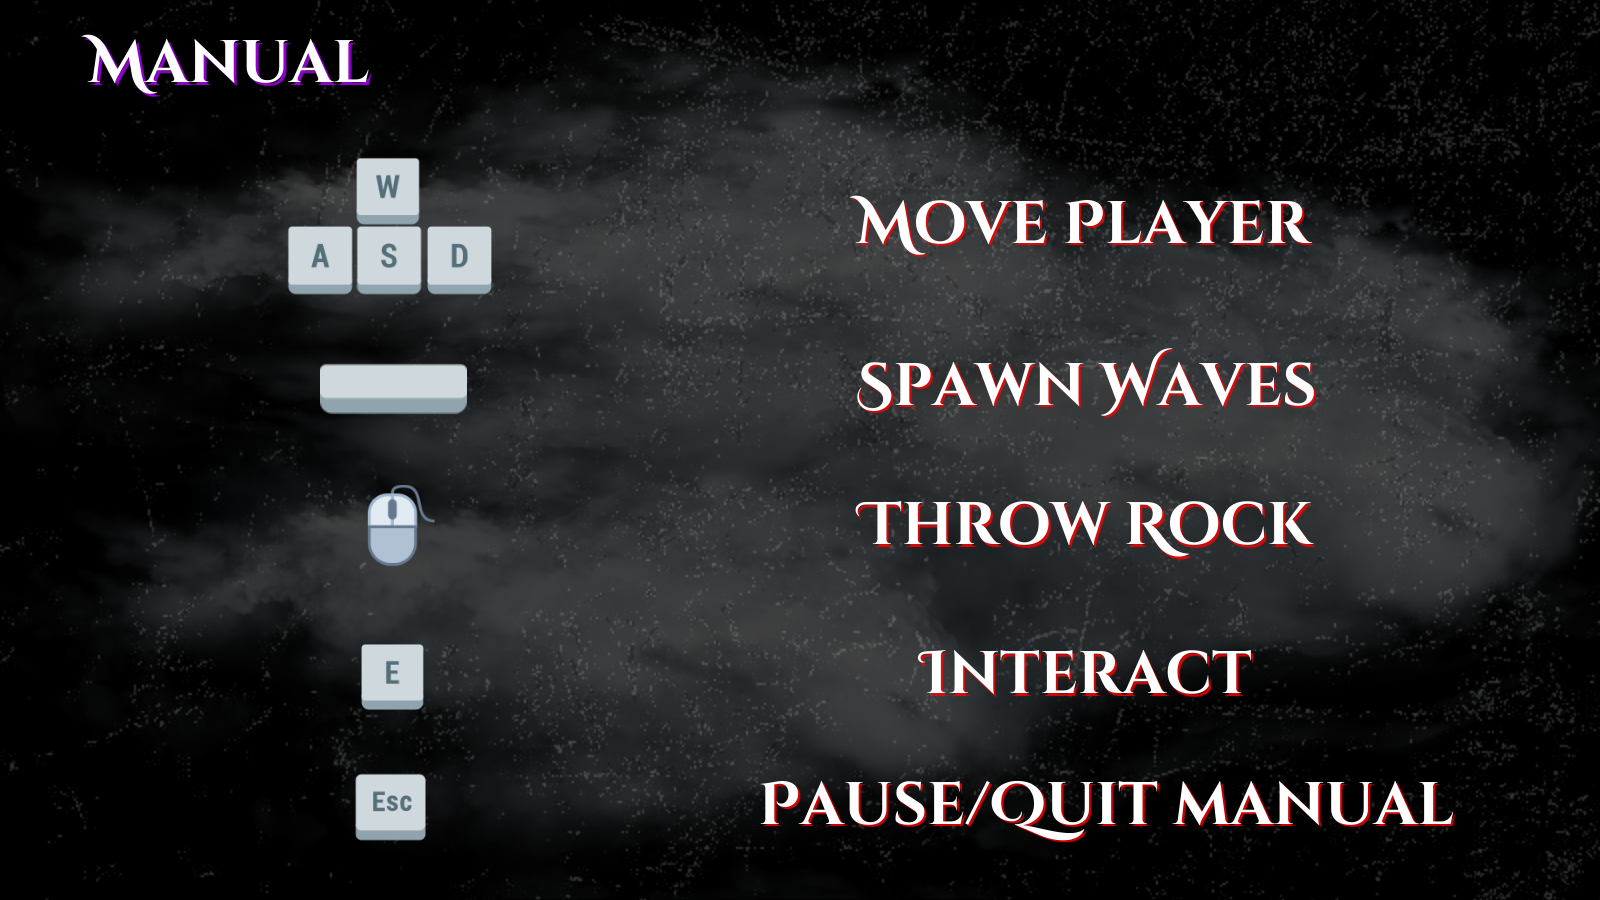 Manual
W
A S D
Move Player
Spawn Waves
Throw Rock
E
Interact
Esc
Pause/Quit Manual